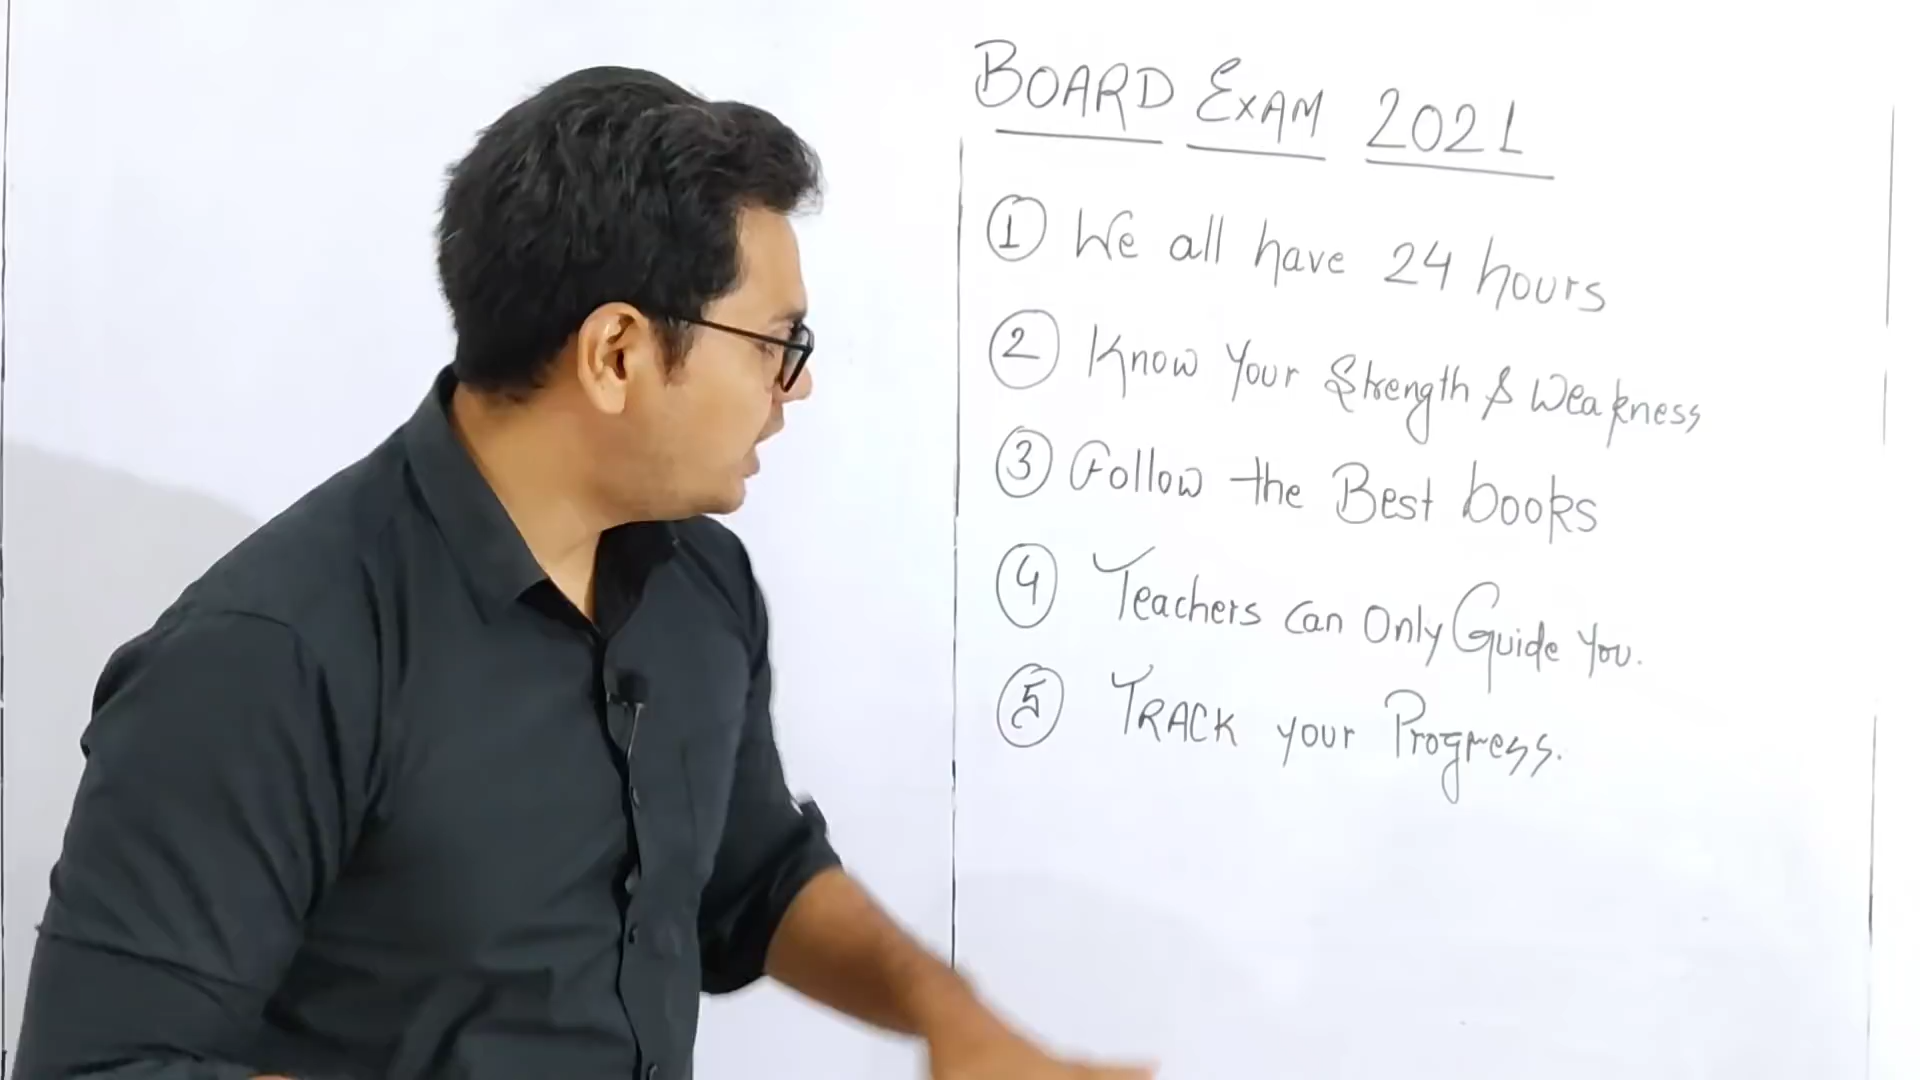 BOARD EXAM 2021
① We all have 24 hours
② Know Your Strength & Weakness
③ Follow the Best books
④ Teachers can Only Guide You.
⑤ TRACK your Progress.